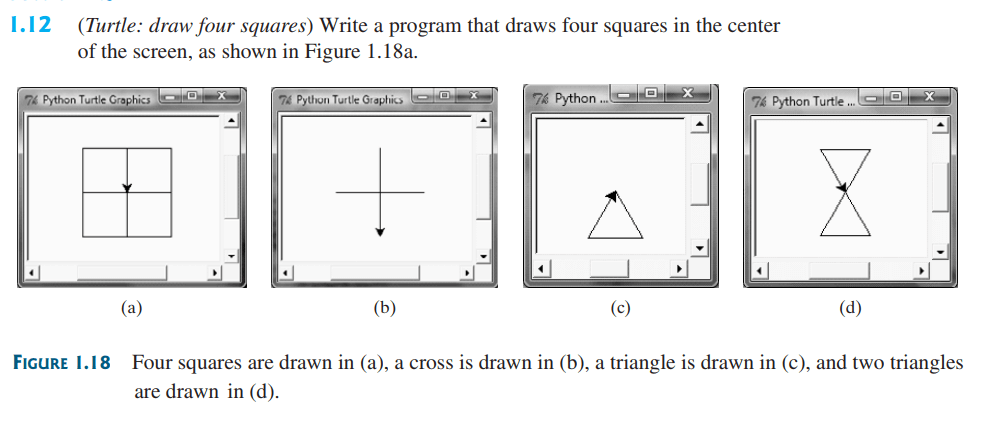 1.12 (Turtle: draw four squares) Write a program that draws four squares in the center
of the screen, as shown in Figure 1.18a.
Python Turtle Graphics
Python Turtle Graphics
Python ...
Python Turtle ...
(a)
(b)
(c)
(d)
FIGURE 1.18 Four squares are drawn in (a), a cross is drawn in (b), a triangle is drawn in (c), and two triangles
are drawn in (d).